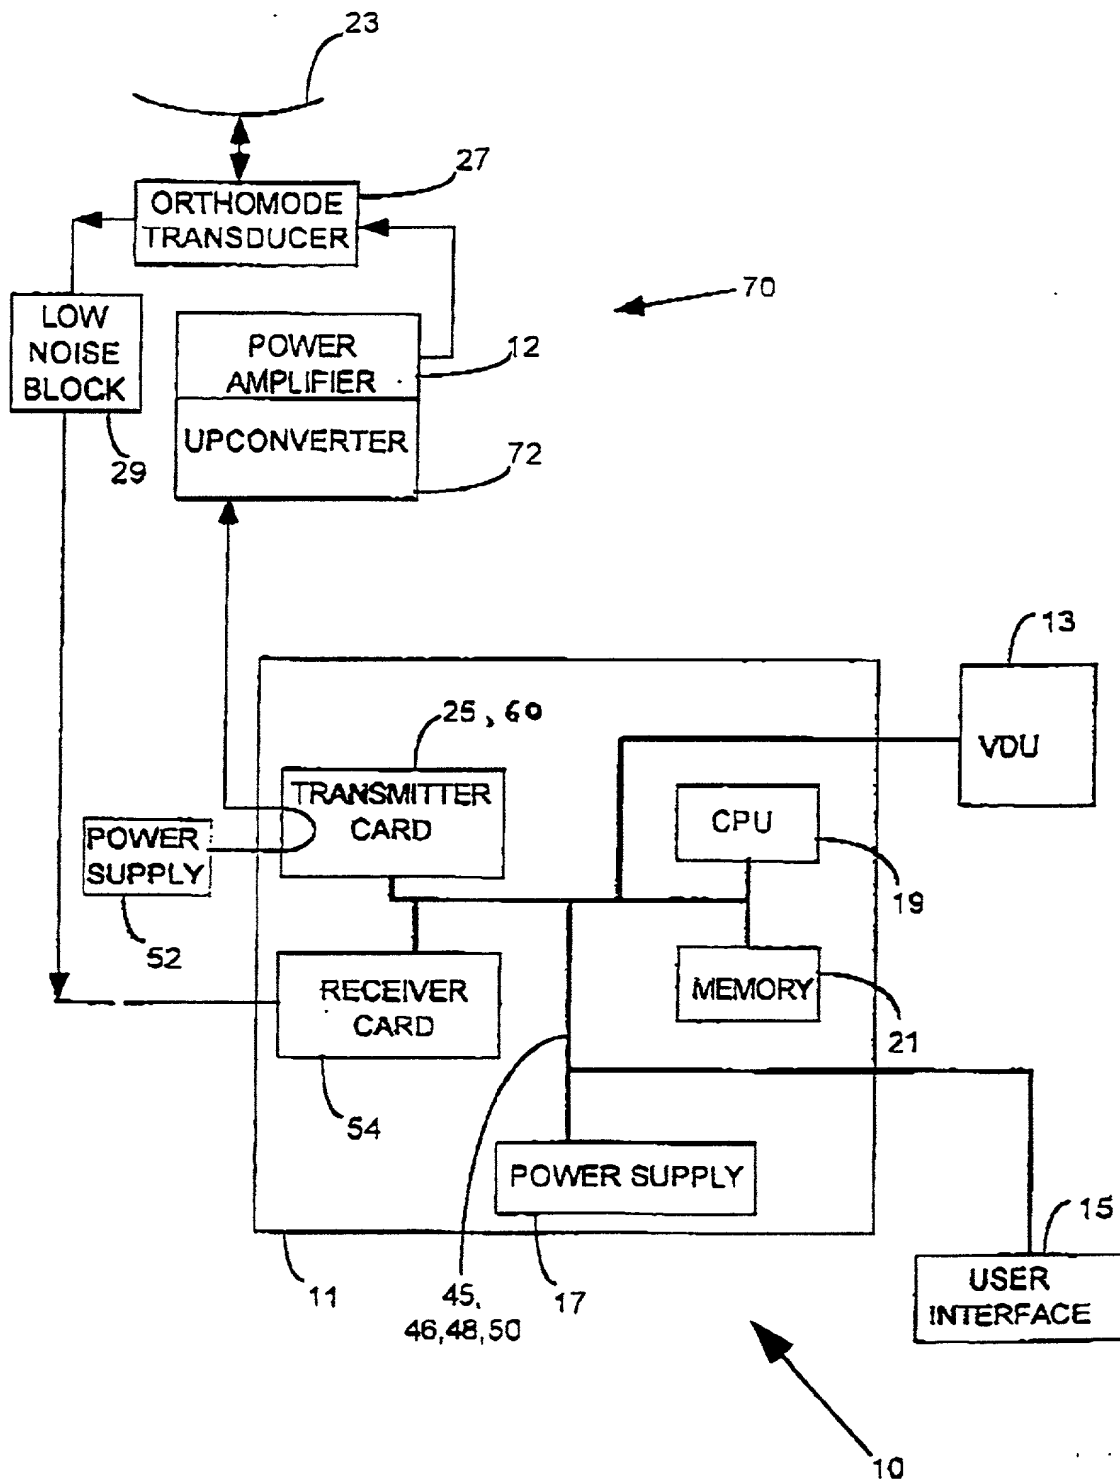 23
27
ORTHOMODE
TRANSDUCER
70
LOW
NOISE
BLOCK
POWER
AMPLIFIER
12
UPCONVERTER
72
29
13
VDU
25, 60
TRANSMITTER
CARD
CPU
POWER
SUPPLY
19
52
RECEIVER
CARD
MEMORY
21
54
POWER SUPPLY
15
11
45,
46,48,50
17
USER
INTERFACE
10